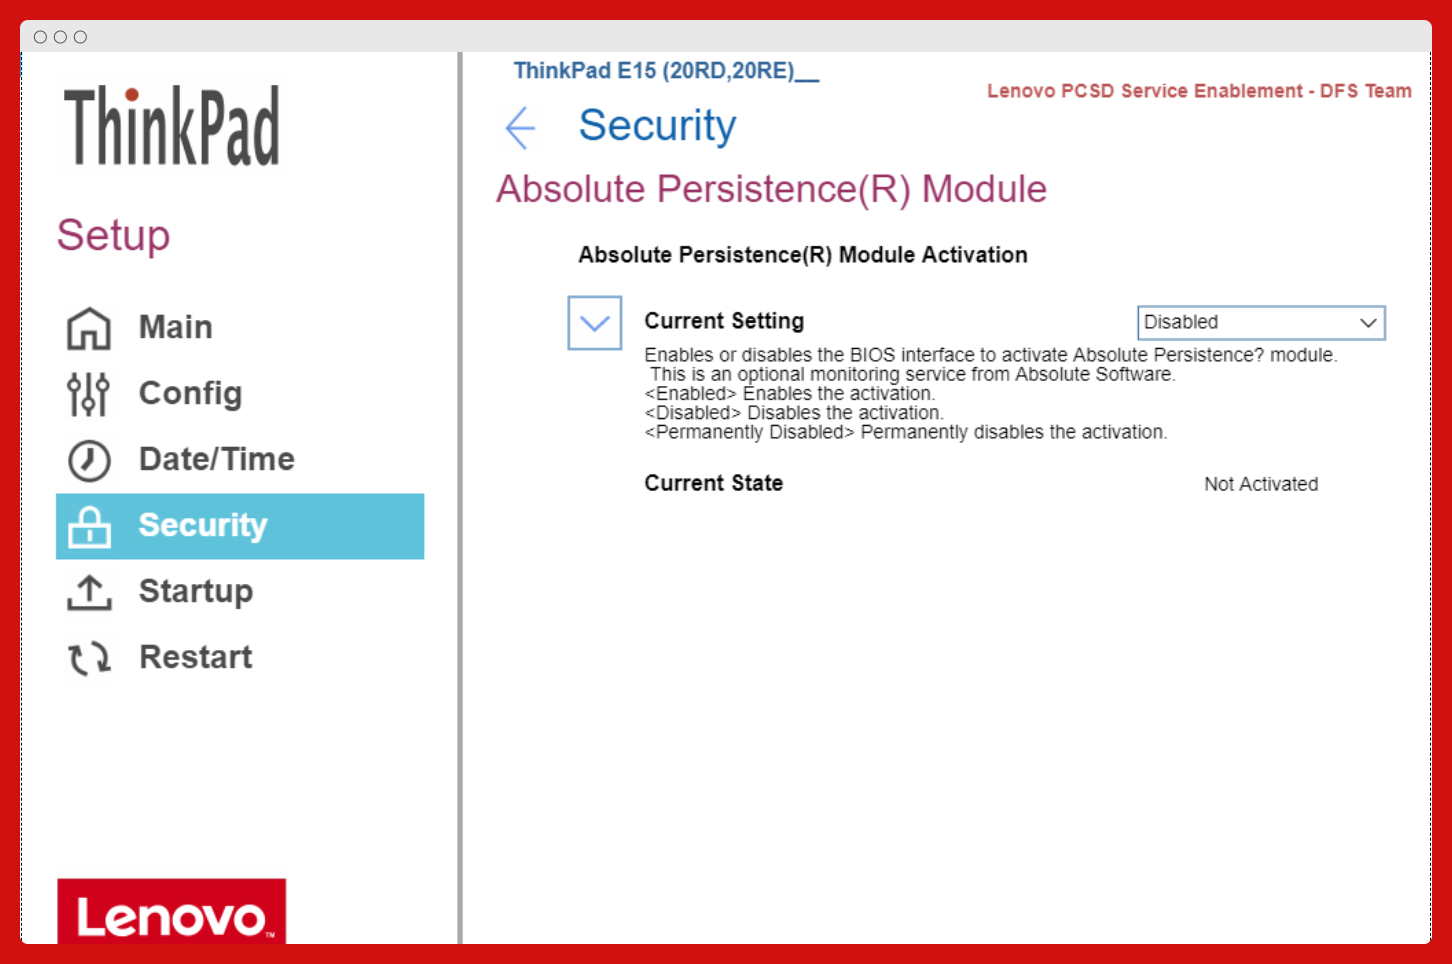 ThinkPad
Setup
Main
Config
Date/Time
Security
Startup
Restart
Lenovo™
ThinkPad E15 (20RD,20RE)__
Lenovo PCSD Service Enablement - DFS Team
Security
Absolute Persistence(R) Module
Absolute Persistence(R) Module Activation
Current Setting
Disabled
Enables or disables the BIOS interface to activate Absolute Persistence? module.
This is an optional monitoring service from Absolute Software.
<Enabled> Enables the activation.
<Disabled> Disables the activation.
<Permanently Disabled> Permanently disables the activation.
Current State
Not Activated